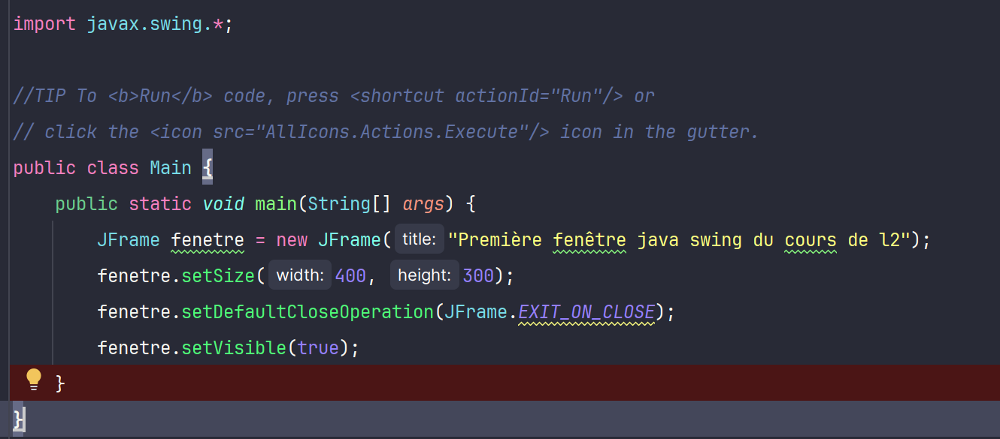 import javax.swing.*;
//TIP To <b>Run</b> code, press <shortcut actionId="Run"/> or
// click the <icon src="AllIcons.Actions.Execute"/> icon in the gutter.
public class Main {
public static void main(String[] args) {
JFrame fenetre = new JFrame( title: "Première fenêtre java swing du cours de l2");
fenetre.setSize( width: 400, height: 300);
fenetre.setDefaultCloseOperation(JFrame.EXIT_ON_CLOSE);
fenetre.setVisible(true);
}
}